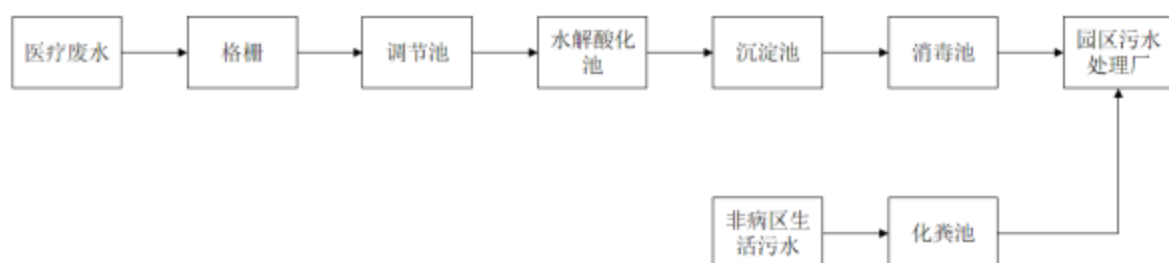 医疗废水
格栅
调节池
水解酸化
池
沉淀池
消毒池
园区污水
处理厂
非病区生
活污水
化粪池